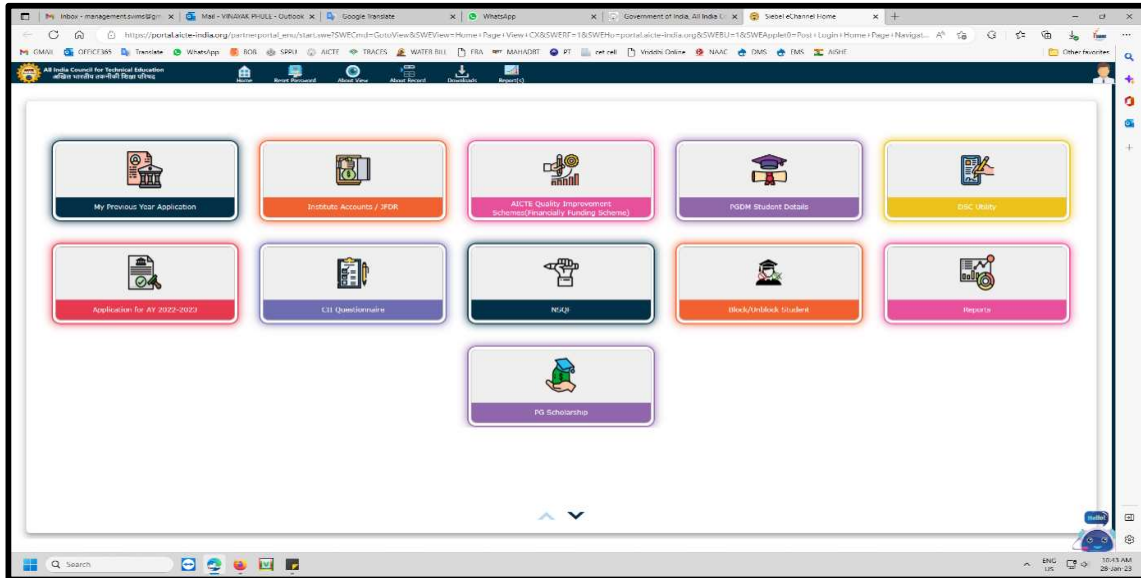 Inbox - management.svims@gm
Mail - VINAYAK PHULE - Outlook
Google Translate
WhatsApp
Government of India, All India C
Siebel eChannel Home
https://portal.aicte-india.org/partnerportal_enu/start.swe?SWECmd=GotoView&SWEView=Home+Page+View+CX&SWERF=1&SWEHo=portal.aicte-india.org&SWEBU=1&SWEApplet0=Post+Login+Home+Page+Navigat...
GMAIL OFFICE365 Translate WhatsApp BOB SPPU AICTE TRACES WATER BILL FRA MAHADBT PT cet cell Vriddhi Online NAAC DMS EMS AISHE Other favorites
All India Council for Technical Education
अखिल भारतीय तकनीकी शिक्षा परिषद
Home Reset Password About View About Record Downloads Report(s)
My Previous Year Application
Institute Accounts / JFDR
AICTE Quality Improvement
Schemes(Financially Funding Scheme)
PGDM Student Details
DSC Utility
Application for AY 2022-2023
CII Questionnaire
NSQF
Block/Unblock Student
Reports
PG Scholarship
Hello!
Search
ENG
US
10:43 AM
28-Jan-23